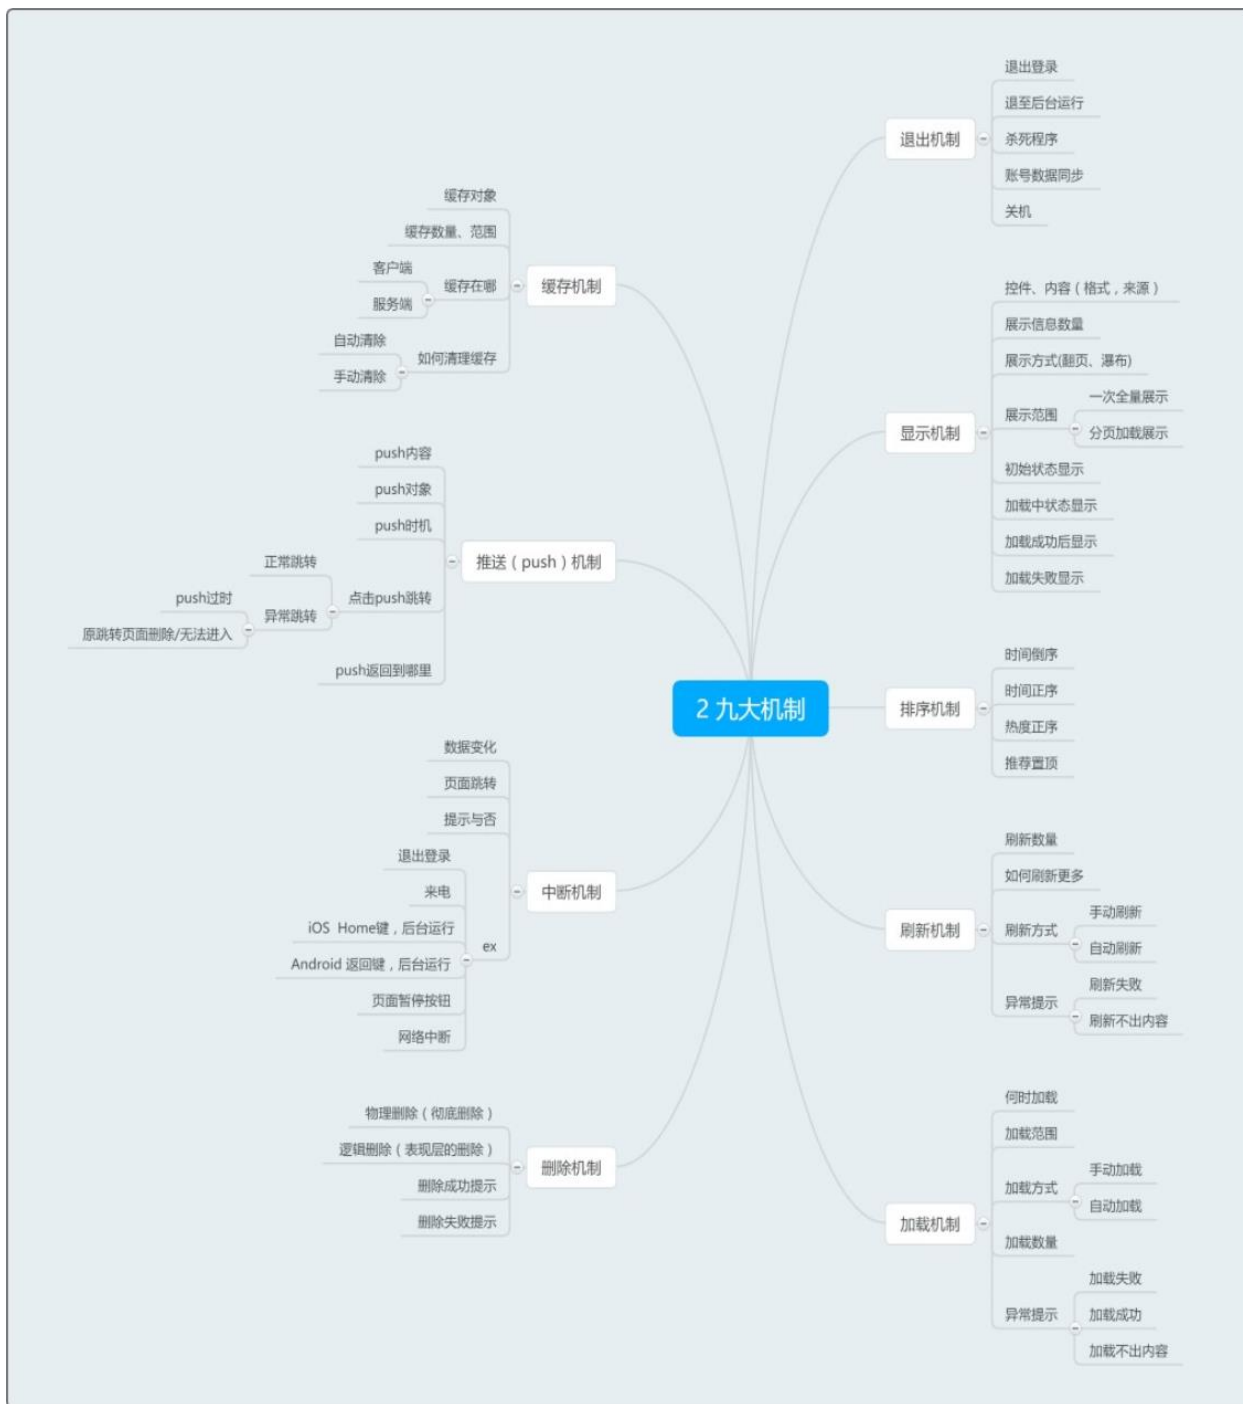 2 九大机制
退出机制
退出登录
退至后台运行
杀死程序
账号数据同步
关机
显示机制
控件、内容（格式，来源）
展示信息数量
展示方式(翻页、瀑布)
展示范围
一次全量展示
分页加载展示
初始状态显示
加载中状态显示
加载成功后显示
加载失败显示
排序机制
时间倒序
时间正序
热度正序
推荐置顶
刷新机制
刷新数量
如何刷新更多
刷新方式
手动刷新
自动刷新
异常提示
刷新失败
刷新不出内容
加载机制
何时加载
加载范围
加载方式
手动加载
自动加载
加载数量
异常提示
加载失败
加载成功
加载不出内容
缓存机制
缓存对象
缓存数量、范围
缓存在哪
客户端
服务端
如何清理缓存
自动清除
手动清除
推送（push）机制
push内容
push对象
push时机
点击push跳转
正常跳转
异常跳转
push过时
原跳转页面删除/无法进入
push返回到哪里
中断机制
数据变化
页面跳转
提示与否
ex
退出登录
来电
iOS Home键，后台运行
Android 返回键，后台运行
页面暂停按钮
网络中断
删除机制
物理删除（彻底删除）
逻辑删除（表现层的删除）
删除成功提示
删除失败提示